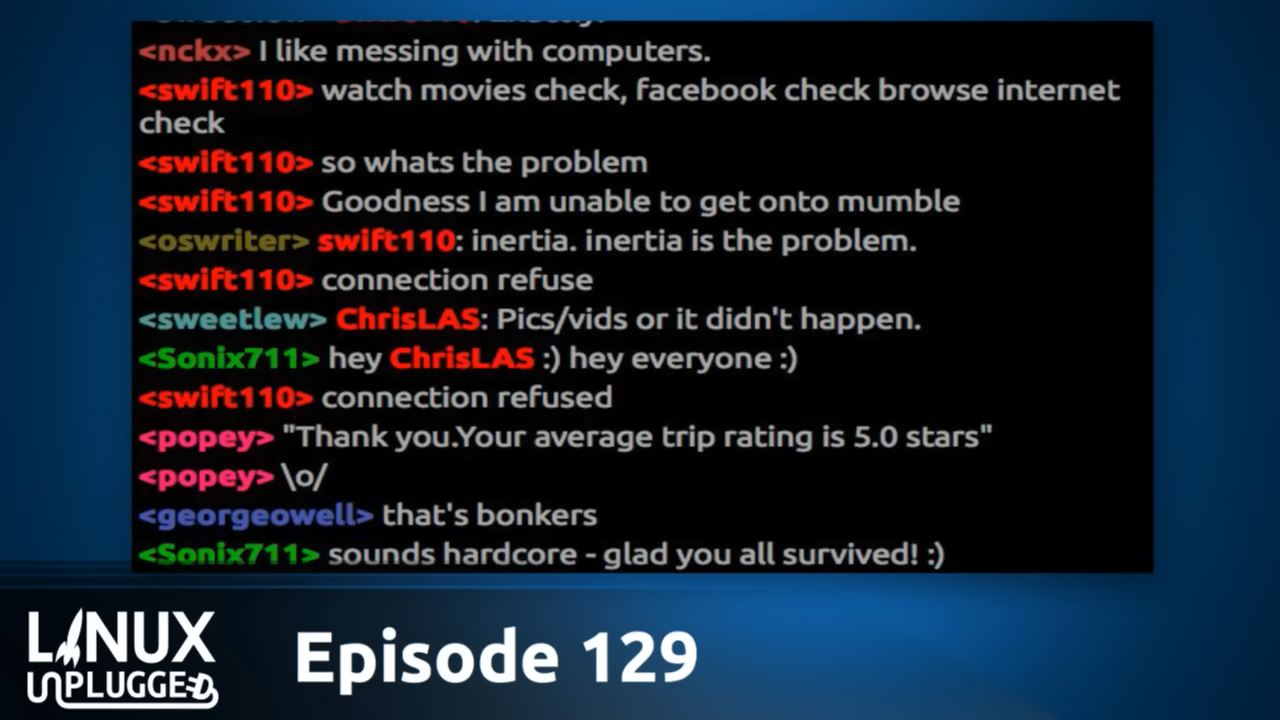 <nckx> I like messing with computers.
<swift110> watch movies check, facebook check browse internet
check
<swift110> so whats the problem
<swift110> Goodness I am unable to get onto mumble
<oswriter> swift110: inertia. inertia is the problem.
<swift110> connection refuse
<sweetlew> ChrisLAS: Pics/vids or it didn't happen.
<Sonix711> hey ChrisLAS :) hey everyone :)
<swift110> connection refused
<popey> "Thank you.Your average trip rating is 5.0 stars"
<popey> \o/
<georgeowell> that's bonkers
<Sonix711> sounds hardcore - glad you all survived! :)
LINUX
UNPLUGGED
Episode 129